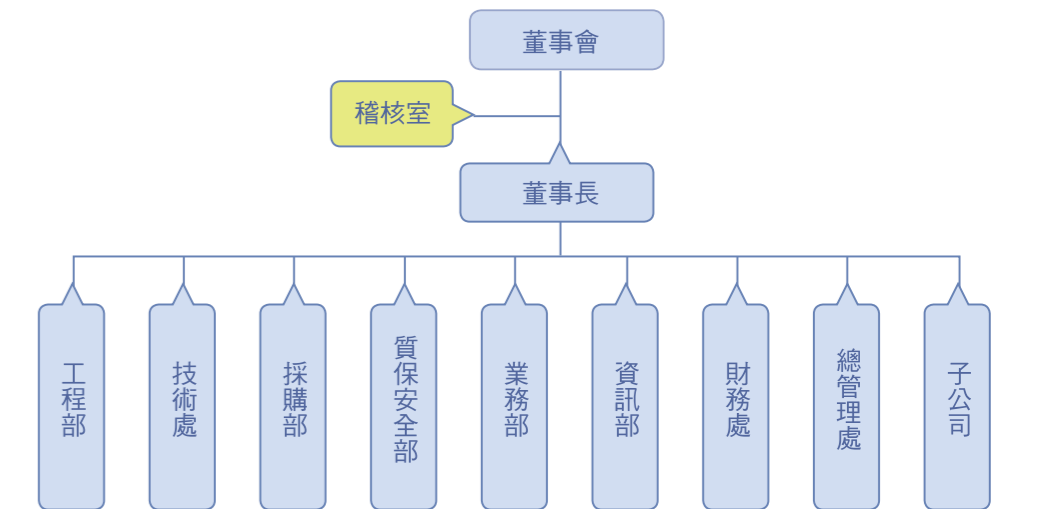 董事會
稽核室
董事長
工程部
技術處
採購部
質保安全部
業務部
資訊部
財務處
總管理處
子公司